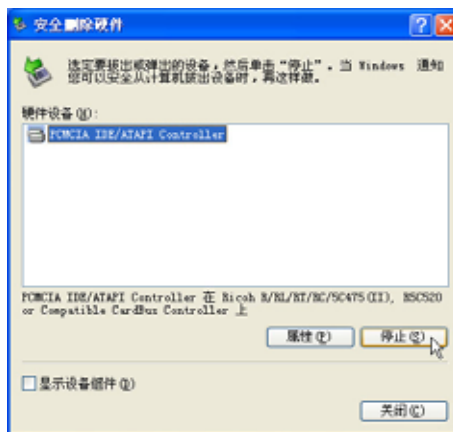 安全删除硬件
选定要拔出或弹出的设备，然后单击“停止”。当 Windows 通知
您可以安全从计算机拔出设备时，再这样做。
硬件设备(H):
PCMCIA IDE/ATAPI Controller
PCMCIA IDE/ATAPI Controller 在 Ricoh R/RL/RT/RC/5C475(II), R5C520
or Compatible CardBus Controller 上
属性(P)
停止(S)
显示设备组件(D)
关闭(C)